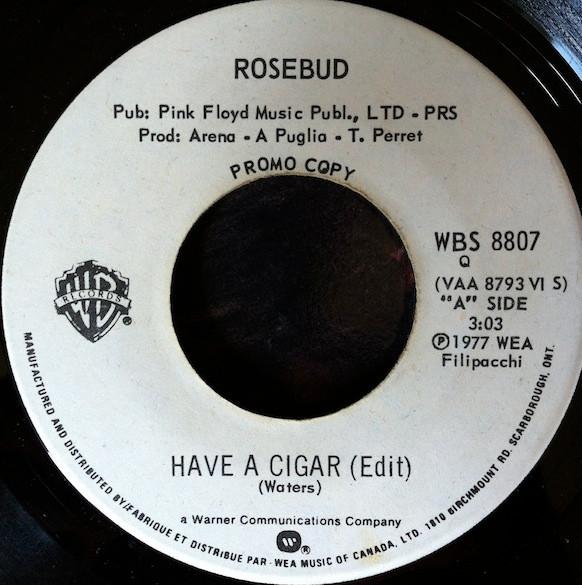 ROSEBUD
Pub: Pink Floyd Music Publ., LTD - PRS
Prod: Arena - A Puglia - T. Perret
PROMO COPY
WBS 8807
Q
(VAA 8793 VI S)
"A" SIDE
3:03
Ⓟ1977 WEA
Filipacchi
WB
RECORDS
®
HAVE A CIGAR (Edit)
(Waters)
a Warner Communications Company
®
MANUFACTURED AND DISTRIBUTED BY/FABRIQUE ET DISTRIBUE PAR - WEA MUSIC OF CANADA, LTD. 1810 BIRCHMOUNT RD. SCARBOROUGH, ONT.